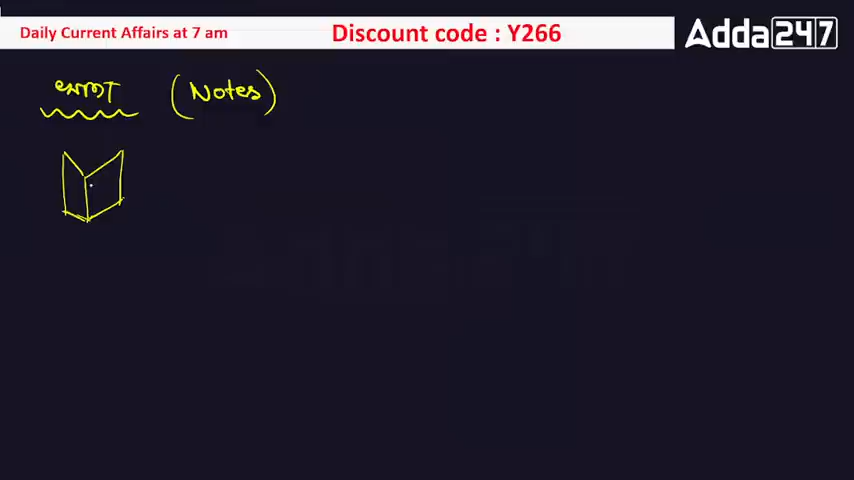 Daily Current Affairs at 7 am
Discount code : Y266
Adda247
(Notes)